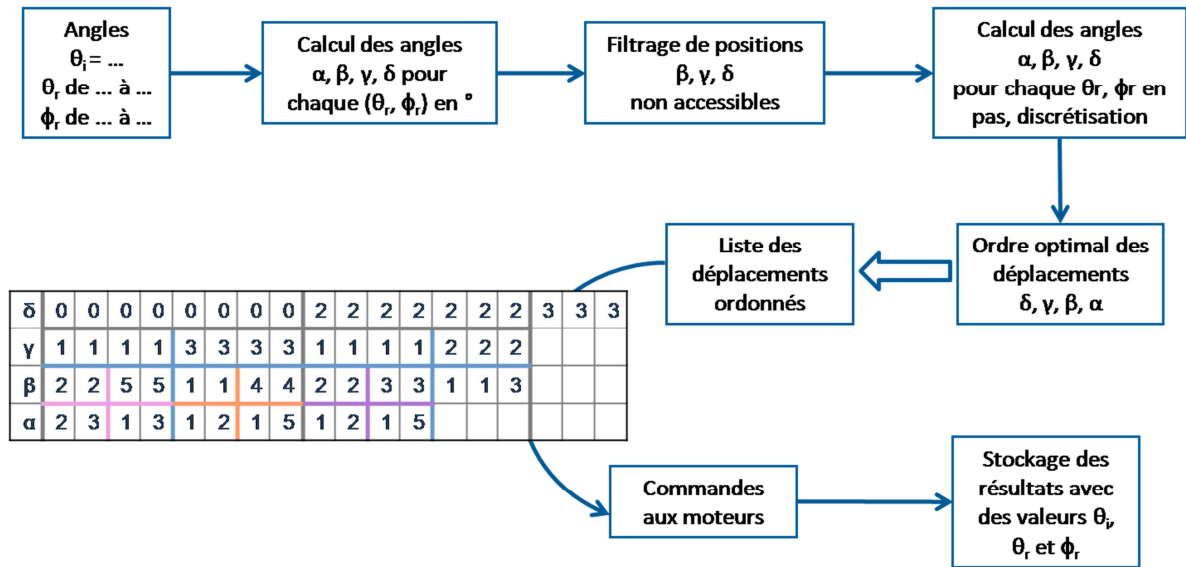 Angles
θi = ...
θr de ... à ...
ϕr de ... à ...
Calcul des angles
α, β, γ, δ pour
chaque (θr, ϕr) en °
Filtrage de positions
β, γ, δ
non accessibles
Calcul des angles
α, β, γ, δ
pour chaque θr, ϕr en
pas, discrétisation
Ordre optimal des
déplacements
δ, γ, β, α
Liste des
déplacements
ordonnés
δ 0 0 0 0 0 0 0 0 2 2 2 2 2 2 2 3 3 3
γ 1 1 1 1 3 3 3 3 1 1 1 1 2 2 2
β 2 2 5 5 1 1 4 4 2 2 3 3 1 1 3
α 2 3 1 3 1 2 1 5 1 2 1 5
Commandes
aux moteurs
Stockage des
résultats avec
des valeurs θi,
θr et ϕr